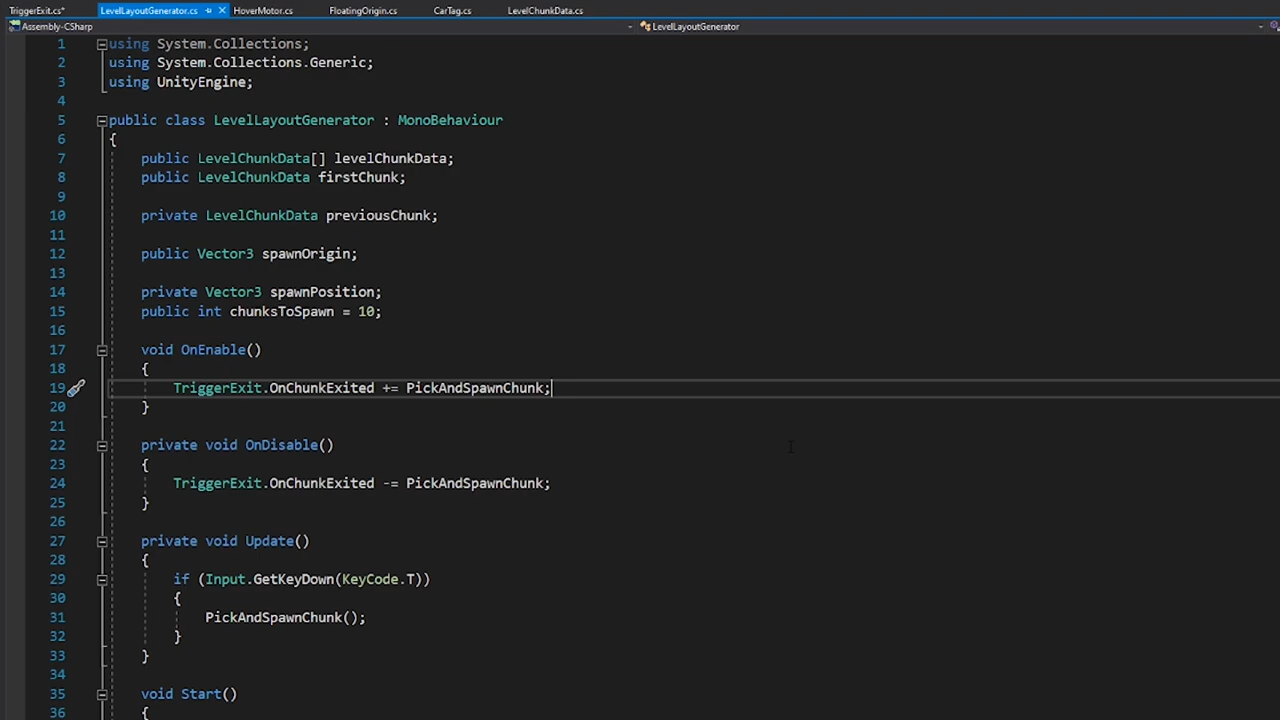 TriggerExit.cs*
LevelLayoutGenerator.cs
HoverMotor.cs
FloatingOrigin.cs
CarTag.cs
LevelChunkData.cs
Assembly-CSharp
LevelLayoutGenerator
1 using System.Collections;
2 using System.Collections.Generic;
3 using UnityEngine;
4
5 public class LevelLayoutGenerator : MonoBehaviour
6 {
7 public LevelChunkData[] levelChunkData;
8 public LevelChunkData firstChunk;
9
10 private LevelChunkData previousChunk;
11
12 public Vector3 spawnOrigin;
13
14 private Vector3 spawnPosition;
15 public int chunksToSpawn = 10;
16
17 void OnEnable()
18 {
19 TriggerExit.OnChunkExited += PickAndSpawnChunk;
20 }
21
22 private void OnDisable()
23 {
24 TriggerExit.OnChunkExited -= PickAndSpawnChunk;
25 }
26
27 private void Update()
28 {
29 if (Input.GetKeyDown(KeyCode.T))
30 {
31 PickAndSpawnChunk();
32 }
33 }
34
35 void Start()
36 {